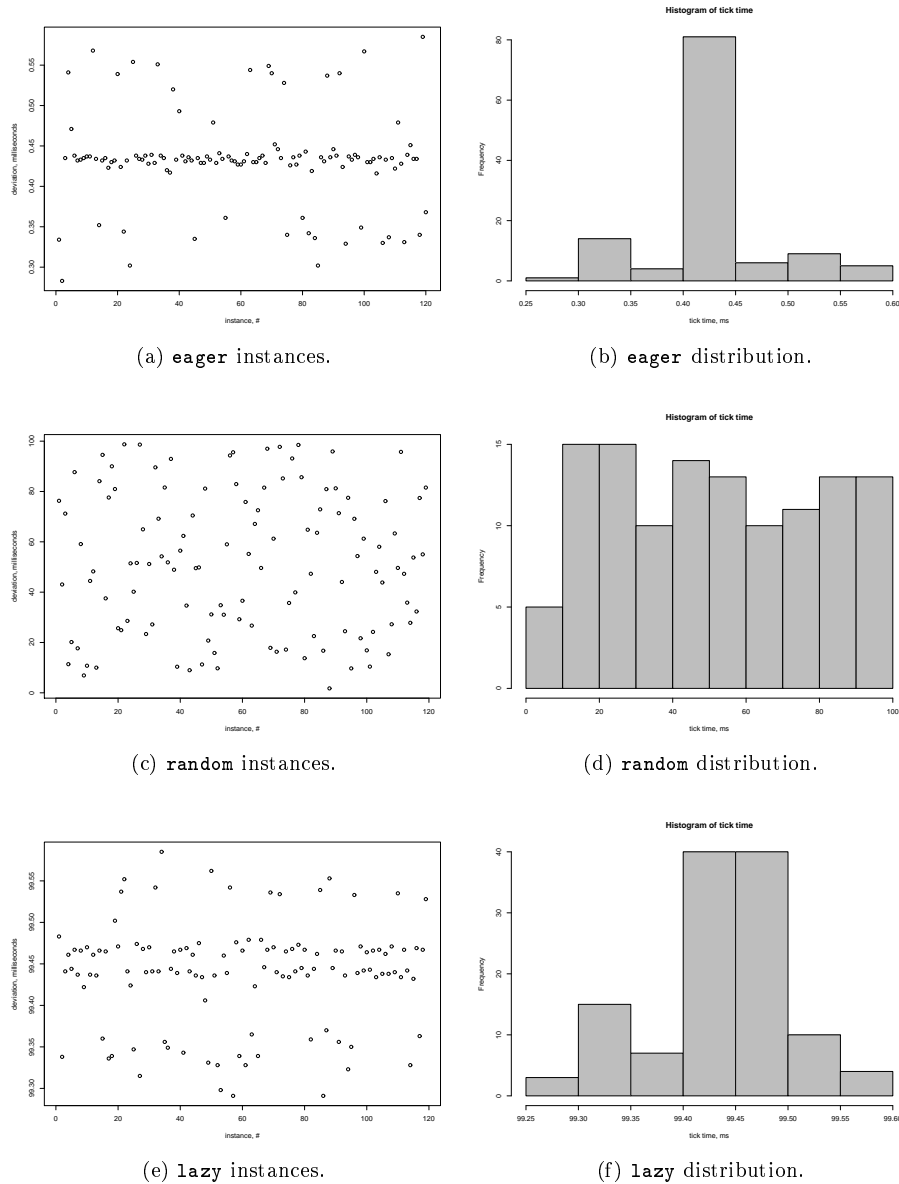 deviation, milliseconds
0.30 0.35 0.40 0.45 0.50 0.55
0 20 40 60 80 100 120
instance, #
(a) eager instances.
Histogram of tick time
Frequency
0 20 40 60 80
0.25 0.30 0.35 0.40 0.45 0.50 0.55 0.60
tick time, ms
(b) eager distribution.
deviation, milliseconds
0 20 40 60 80 100
0 20 40 60 80 100 120
instance, #
(c) random instances.
Histogram of tick time
Frequency
0 5 10 15
0 20 40 60 80 100
tick time, ms
(d) random distribution.
deviation, milliseconds
99.30 99.35 99.40 99.45 99.50 99.55
0 20 40 60 80 100 120
instance, #
(e) lazy instances.
Histogram of tick time
Frequency
0 10 20 30 40
99.25 99.30 99.35 99.40 99.45 99.50 99.55 99.60
tick time, ms
(f) lazy distribution.